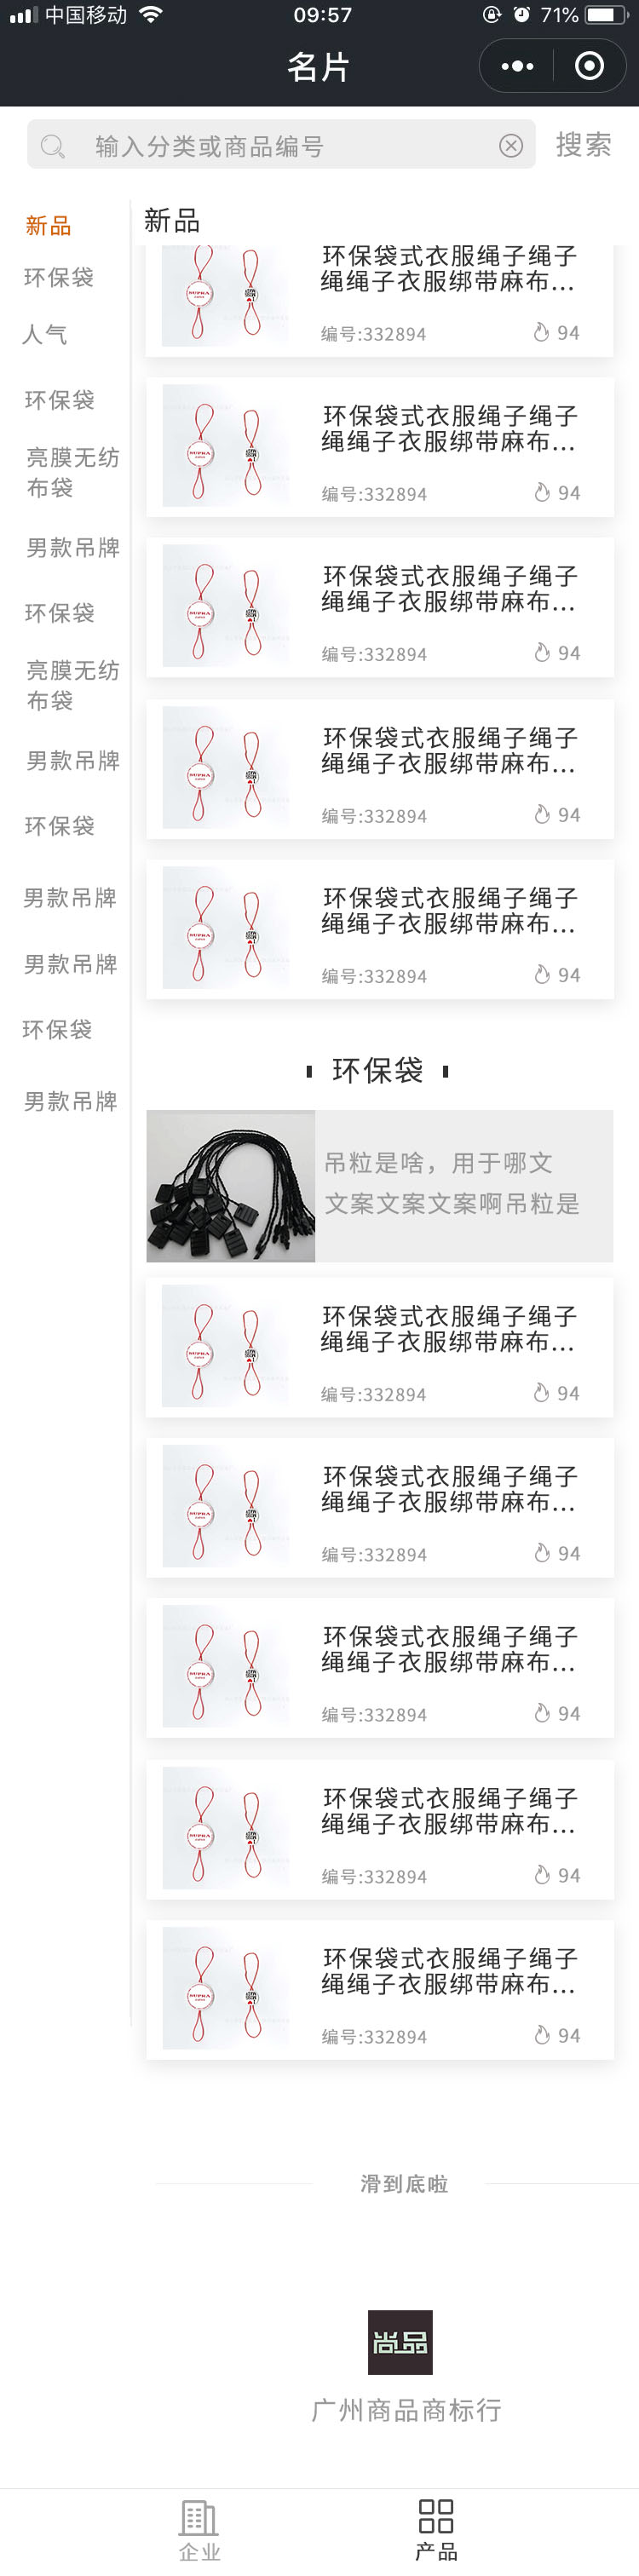 中国移动 09:57 71%
名片
输入分类或商品编号 搜索
新品
环保袋
人气
环保袋
亮膜无纺
布袋
男款吊牌
环保袋
亮膜无纺
布袋
男款吊牌
环保袋
男款吊牌
男款吊牌
环保袋
男款吊牌
新品
环保袋式衣服绳子绳子
绳绳子衣服绑带麻布...
编号:332894 94
SUPRA
环保袋式衣服绳子绳子
绳绳子衣服绑带麻布...
编号:332894 94
SUPRA
环保袋式衣服绳子绳子
绳绳子衣服绑带麻布...
编号:332894 94
SUPRA
环保袋式衣服绳子绳子
绳绳子衣服绑带麻布...
编号:332894 94
SUPRA
环保袋式衣服绳子绳子
绳绳子衣服绑带麻布...
编号:332894 94
SUPRA
环保袋
吊粒是啥，用于哪文
文案文案文案啊吊粒是
环保袋式衣服绳子绳子
绳绳子衣服绑带麻布...
编号:332894 94
SUPRA
环保袋式衣服绳子绳子
绳绳子衣服绑带麻布...
编号:332894 94
SUPRA
环保袋式衣服绳子绳子
绳绳子衣服绑带麻布...
编号:332894 94
SUPRA
环保袋式衣服绳子绳子
绳绳子衣服绑带麻布...
编号:332894 94
SUPRA
环保袋式衣服绳子绳子
绳绳子衣服绑带麻布...
编号:332894 94
SUPRA
滑到底啦
尚品
广州商品商标行
企业 产品